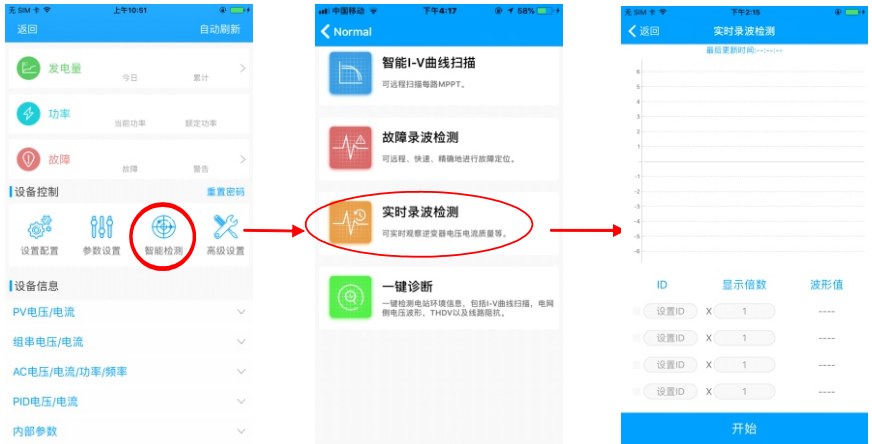 无 SIM 卡 上午10:51
返回 自动刷新
发电量
今日 累计
功率
当前功率 额定功率
故障
故障 警告
设备控制 重置密码
设置配置 参数设置 智能检测 高级设置
设备信息
PV电压/电流
组串电压/电流
AC电压/电流/功率/频率
PID电压/电流
内部参数
中国移动 下午4:17 58%
Normal
智能I-V曲线扫描
可远程扫描每路MPPT。
故障录波检测
可远程、快速、精确地进行故障定位。
实时录波检测
可实时观察逆变器电压电流质量等。
一键诊断
一键检测电站环境信息，包括I-V曲线扫描，电网
侧电压波形，THDV以及线路阻抗。
无 SIM 卡 下午2:15
返回 实时录波检测
最后更新时间:--:--:--
6
5
4
3
2
1
-1
-2
-3
-4
-5
-6
ID 显示倍数 波形值
设置ID X 1 ----
设置ID X 1 ----
设置ID X 1 ----
设置ID X 1 ----
开始